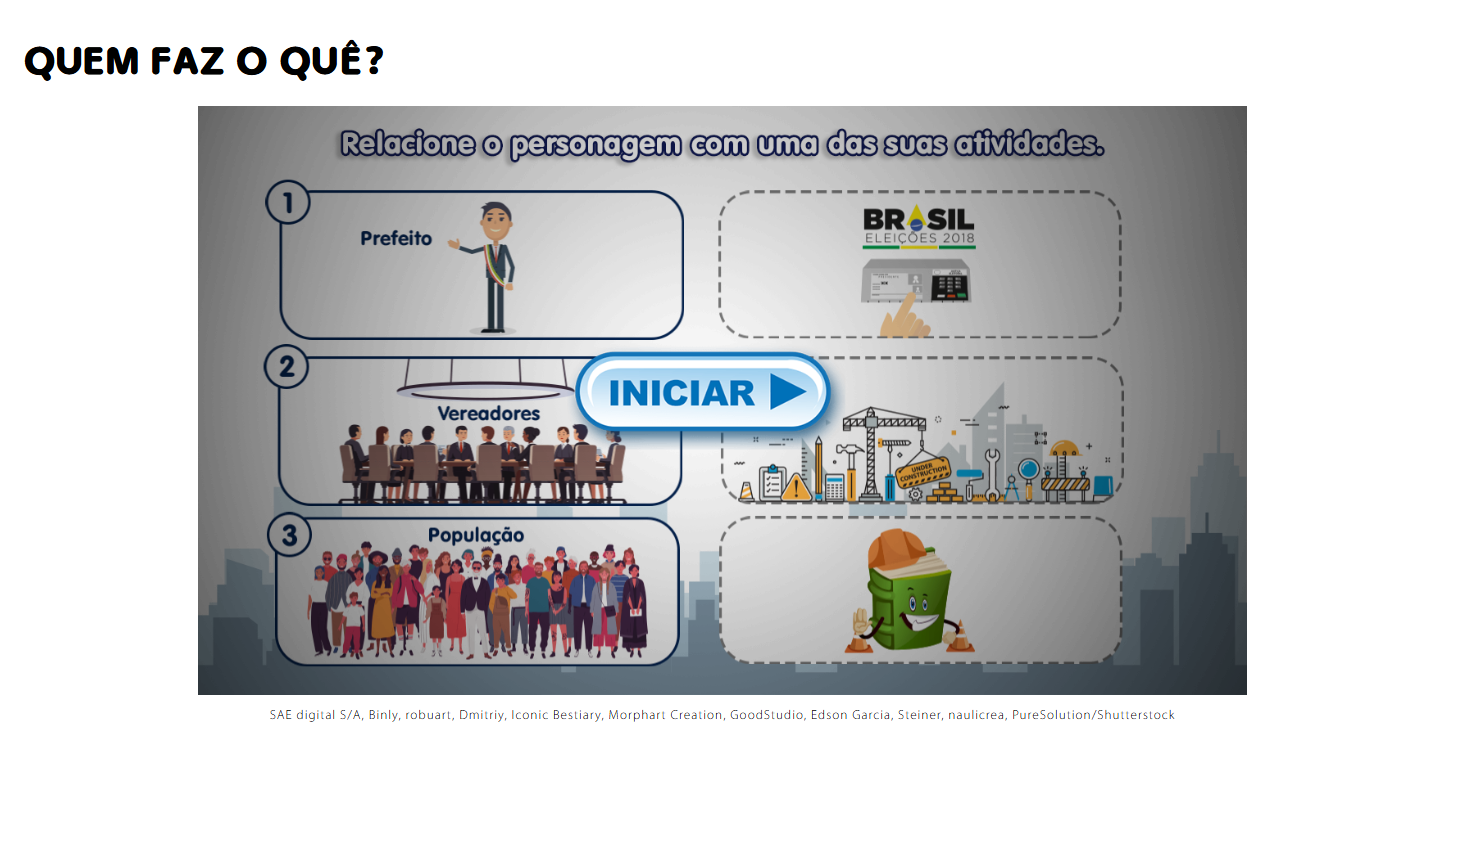 QUEM FAZ O QUÊ?
Relacione o personagem com uma das suas atividades.
1
Prefeito
BRASIL
ELEIÇÕES 2018
2
Vereadores
INICIAR
UNDER
CONSTRUCTION
3
População
SAE digital S/A, Binly, robuart, Dmitriy, Iconic Bestiary, Morphart Creation, GoodStudio, Edson Garcia, Steiner, naulicrea, PureSolution/Shutterstock